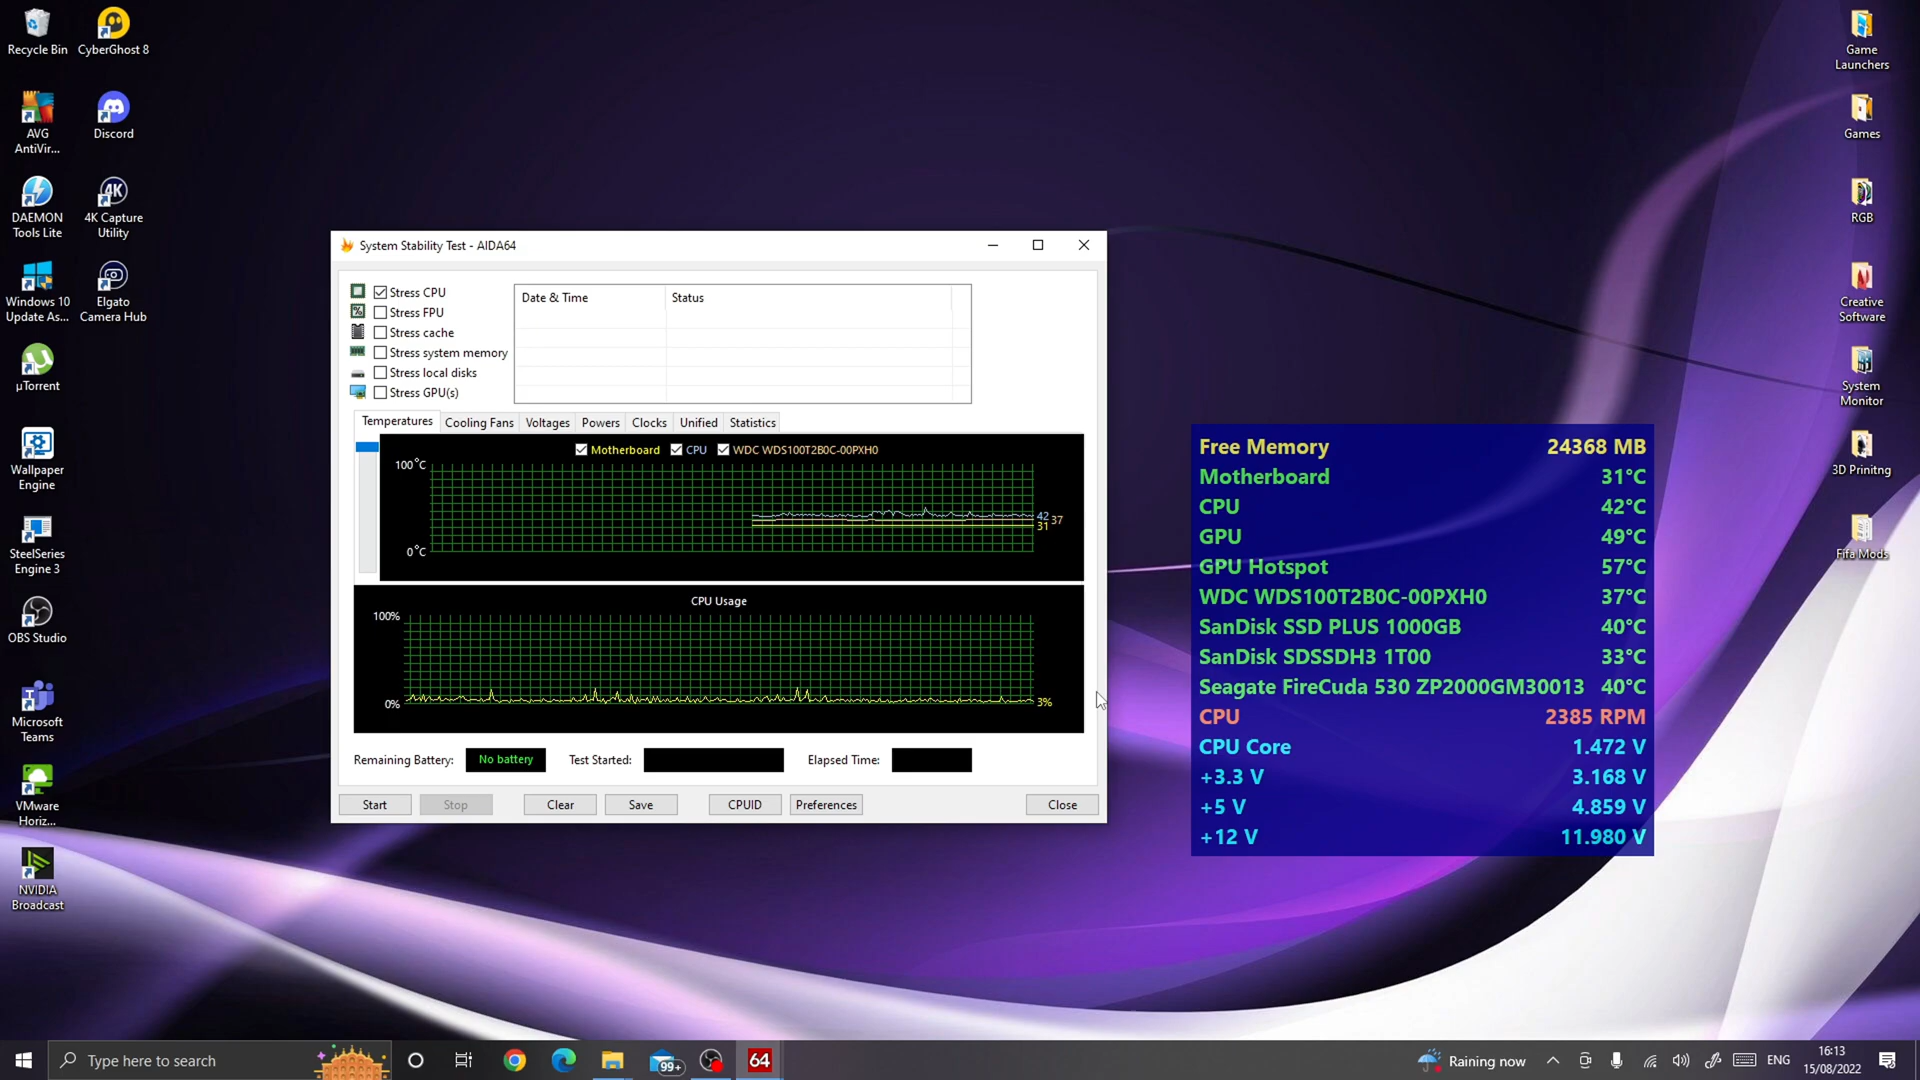 Recycle Bin
CyberGhost 8
AVG
AntiVir...
Discord
DAEMON
Tools Lite
4K
4K Capture
Utility
Windows 10
Update As...
Elgato
Camera Hub
µTorrent
Wallpaper
Engine
SteelSeries
Engine 3
OBS Studio
Microsoft
Teams
VMware
Horiz...
NVIDIA
Broadcast
System Stability Test - AIDA64
Stress CPU
Stress FPU
Stress cache
Stress system memory
Stress local disks
Stress GPU(s)
Date & Time
Status
Temperatures
Cooling Fans
Voltages
Powers
Clocks
Unified
Statistics
Motherboard
CPU
WDC WDS100T2B0C-00PXH0
100°C
0°C
42
37
31
CPU Usage
100%
0%
3%
Remaining Battery:
No battery
Test Started:
Elapsed Time:
Start
Stop
Clear
Save
CPUID
Preferences
Close
Free Memory 24368 MB
Motherboard 31°C
CPU 42°C
GPU 49°C
GPU Hotspot 57°C
WDC WDS100T2B0C-00PXH0 37°C
SanDisk SSD PLUS 1000GB 40°C
SanDisk SDSSDH3 1T00 33°C
Seagate FireCuda 530 ZP2000GM30013 40°C
CPU 2385 RPM
CPU Core 1.472 V
+3.3 V 3.168 V
+5 V 4.859 V
+12 V 11.980 V
Game
Launchers
Games
RGB
Creative
Software
System
Monitor
3D Prinitng
Fifa Mods
Type here to search
99+
64
Raining now
ENG
16:13
15/08/2022